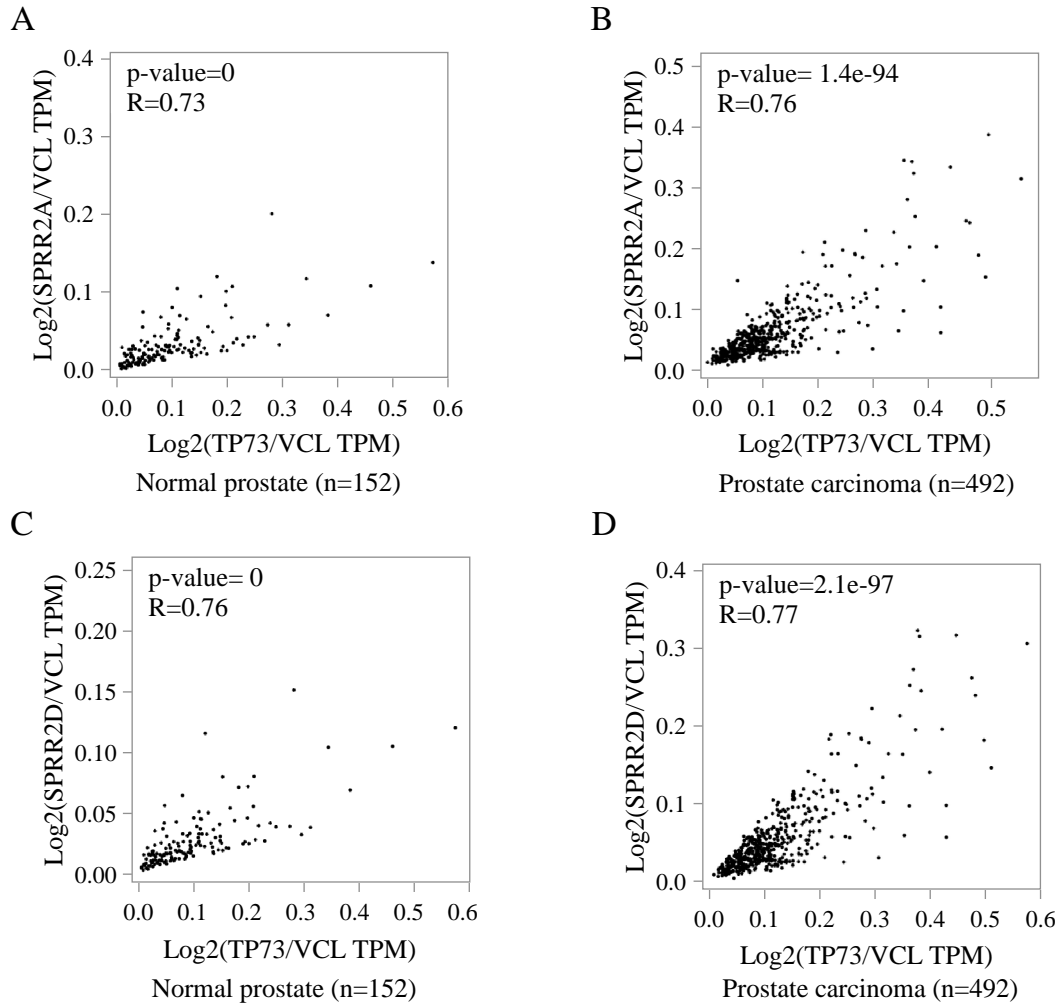 A
p-value=0
R=0.73
Log2(SPRR2A/VCL TPM)
0.4
0.3
0.2
0.1
0.0
0.0 0.1 0.2 0.3 0.4 0.5 0.6
Log2(TP73/VCL TPM)
Normal prostate (n=152)
B
p-value= 1.4e-94
R=0.76
Log2(SPRR2A/VCL TPM)
0.5
0.4
0.3
0.2
0.1
0.0
0.0 0.1 0.2 0.3 0.4 0.5
Log2(TP73/VCL TPM)
Prostate carcinoma (n=492)
C
p-value= 0
R=0.76
Log2(SPRR2D/VCL TPM)
0.25
0.20
0.15
0.10
0.05
0.00
0.0 0.1 0.2 0.3 0.4 0.5 0.6
Log2(TP73/VCL TPM)
Normal prostate (n=152)
D
p-value=2.1e-97
R=0.77
Log2(SPRR2D/VCL TPM)
0.4
0.3
0.2
0.1
0.0
0.0 0.1 0.2 0.3 0.4 0.5 0.6
Log2(TP73/VCL TPM)
Prostate carcinoma (n=492)